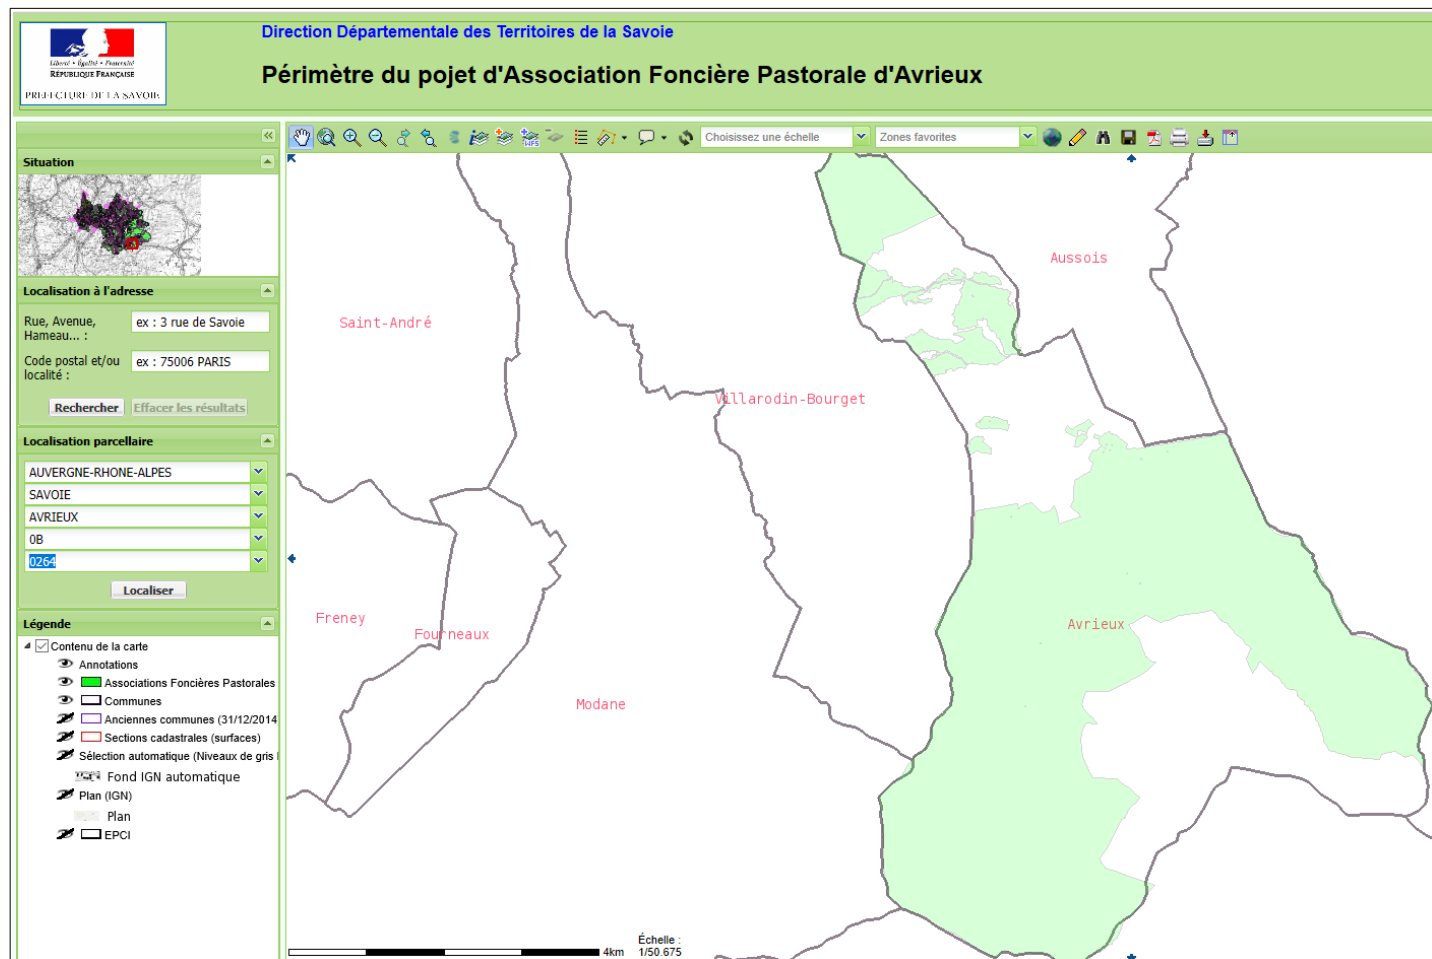 Direction Départementale des Territoires de la Savoie
Périmètre du pojet d'Association Foncière Pastorale d'Avrieux
Liberté • Égalité • Fraternité
RÉPUBLIQUE FRANÇAISE
PREFECTURE DE LA SAVOIE
Choisissez une échelle
Zones favorites
WFS
Situation
Localisation à l'adresse
Rue, Avenue,
Hameau... :
ex : 3 rue de Savoie
Code postal et/ou
localité :
ex : 75006 PARIS
Rechercher
Effacer les résultats
Localisation parcellaire
AUVERGNE-RHONE-ALPES
SAVOIE
AVRIEUX
0B
0264
Localiser
Légende
Contenu de la carte
Annotations
Associations Foncières Pastorales
Communes
Anciennes communes (31/12/2014
Sections cadastrales (surfaces)
Sélection automatique (Niveaux de gris
Fond IGN automatique
Plan (IGN)
Plan
EPCI
Aussois
Saint-André
Villarodin-Bourget
Freney
Fourneaux
Avrieux
Modane
4km
Échelle :
1/50.675